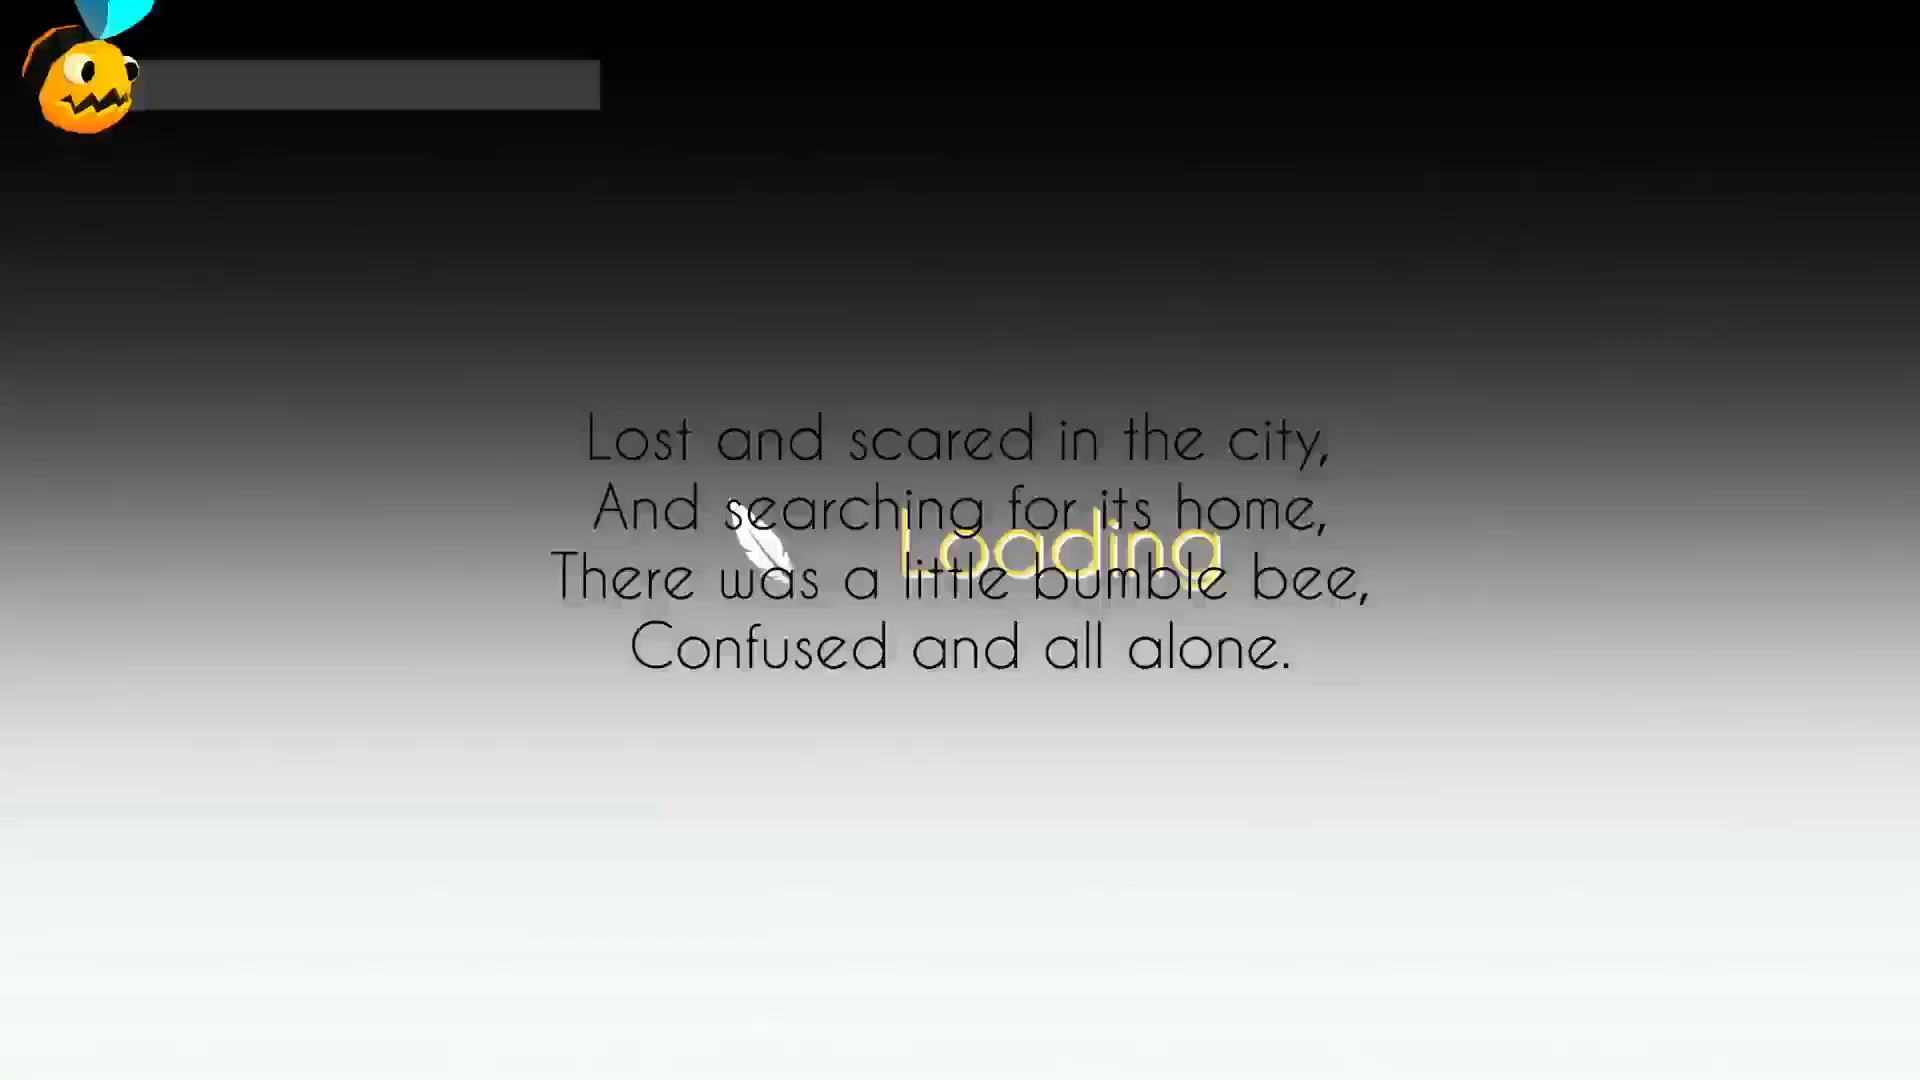 Lost and scared in the city,
And searching for its home,
Loading
There was a little bumble bee,
Confused and all alone.